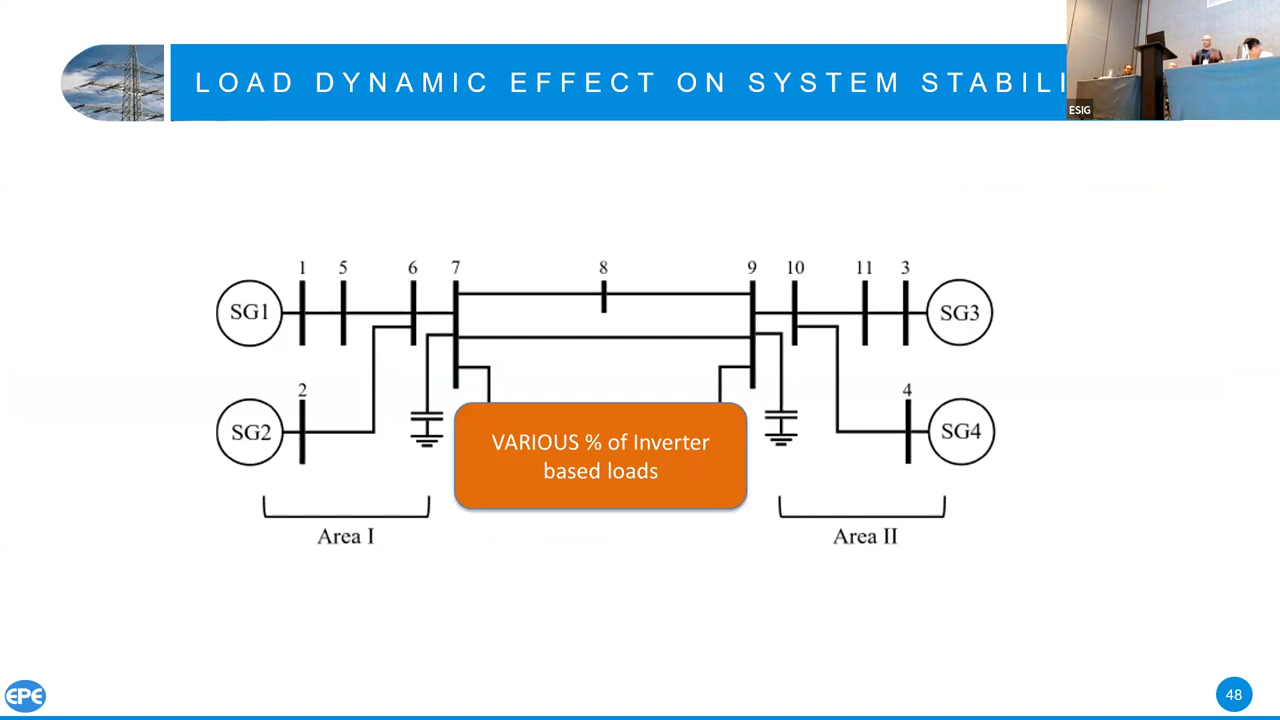 LOAD DYNAMIC EFFECT ON SYSTEM STABILI
ESIG
1 5 6 7 8 9 10 11 3
SG1 SG3
2 4
SG2 SG4
VARIOUS % of Inverter
based loads
Area I Area II
EPE 48